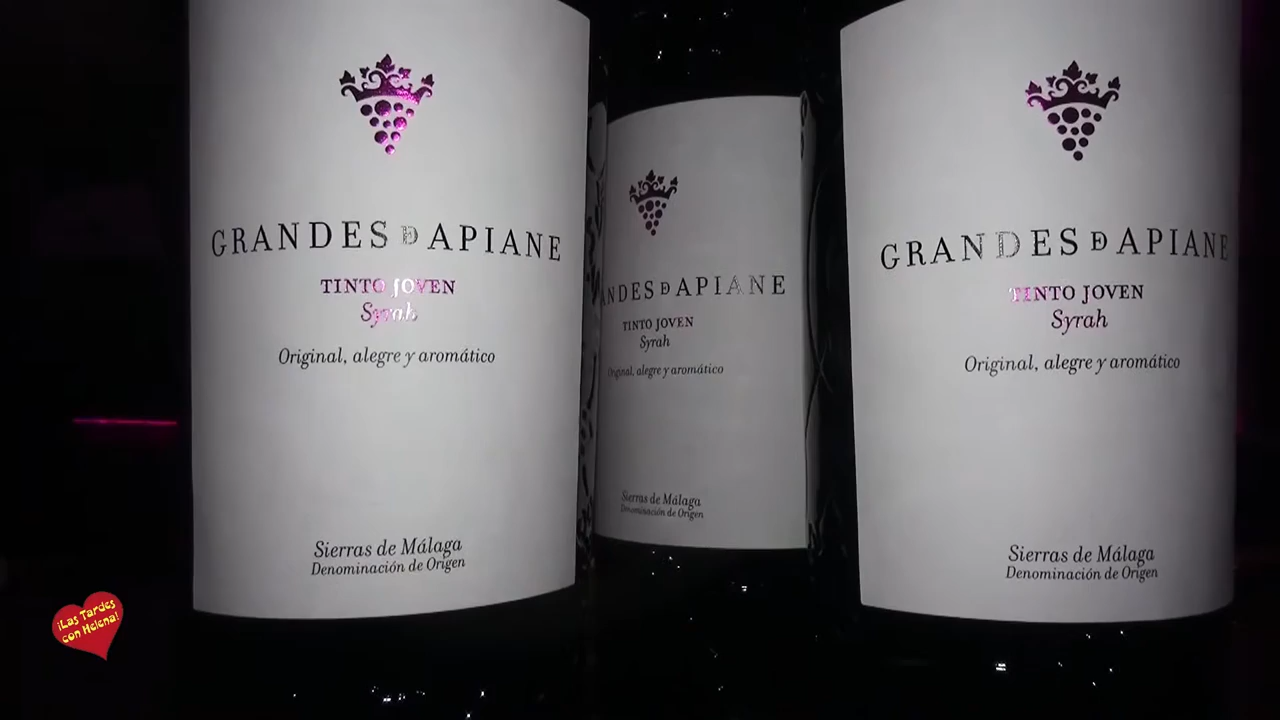 GRANDES DE APIANE
TINTO JOVEN
Syrah
Original, alegre y aromático
Sierras de Málaga
Denominación de Origen
ANDES DE APIANE
TINTO JOVEN
Syrah
Original, alegre y aromático
Sierras de Málaga
Denominación de Origen
GRANDES DE APIANE
TINTO JOVEN
Syrah
Original, alegre y aromático
Sierras de Málaga
Denominación de Origen
¡Las Tardes
con Helena!